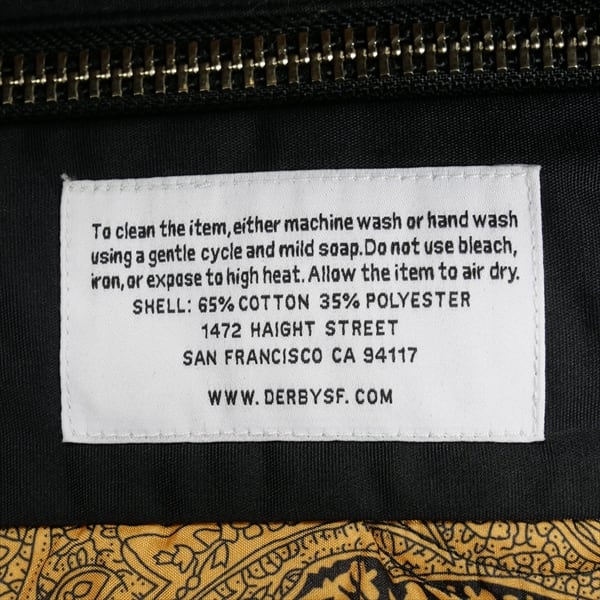 To clean the item, either machine wash or hand wash
using a gentle cycle and mild soap. Do not use bleach,
iron, or expose to high heat. Allow the item to air dry.
SHELL: 65% COTTON 35% POLYESTER
1472 HAIGHT STREET
SAN FRANCISCO CA 94117
WWW. DERBYSF. COM